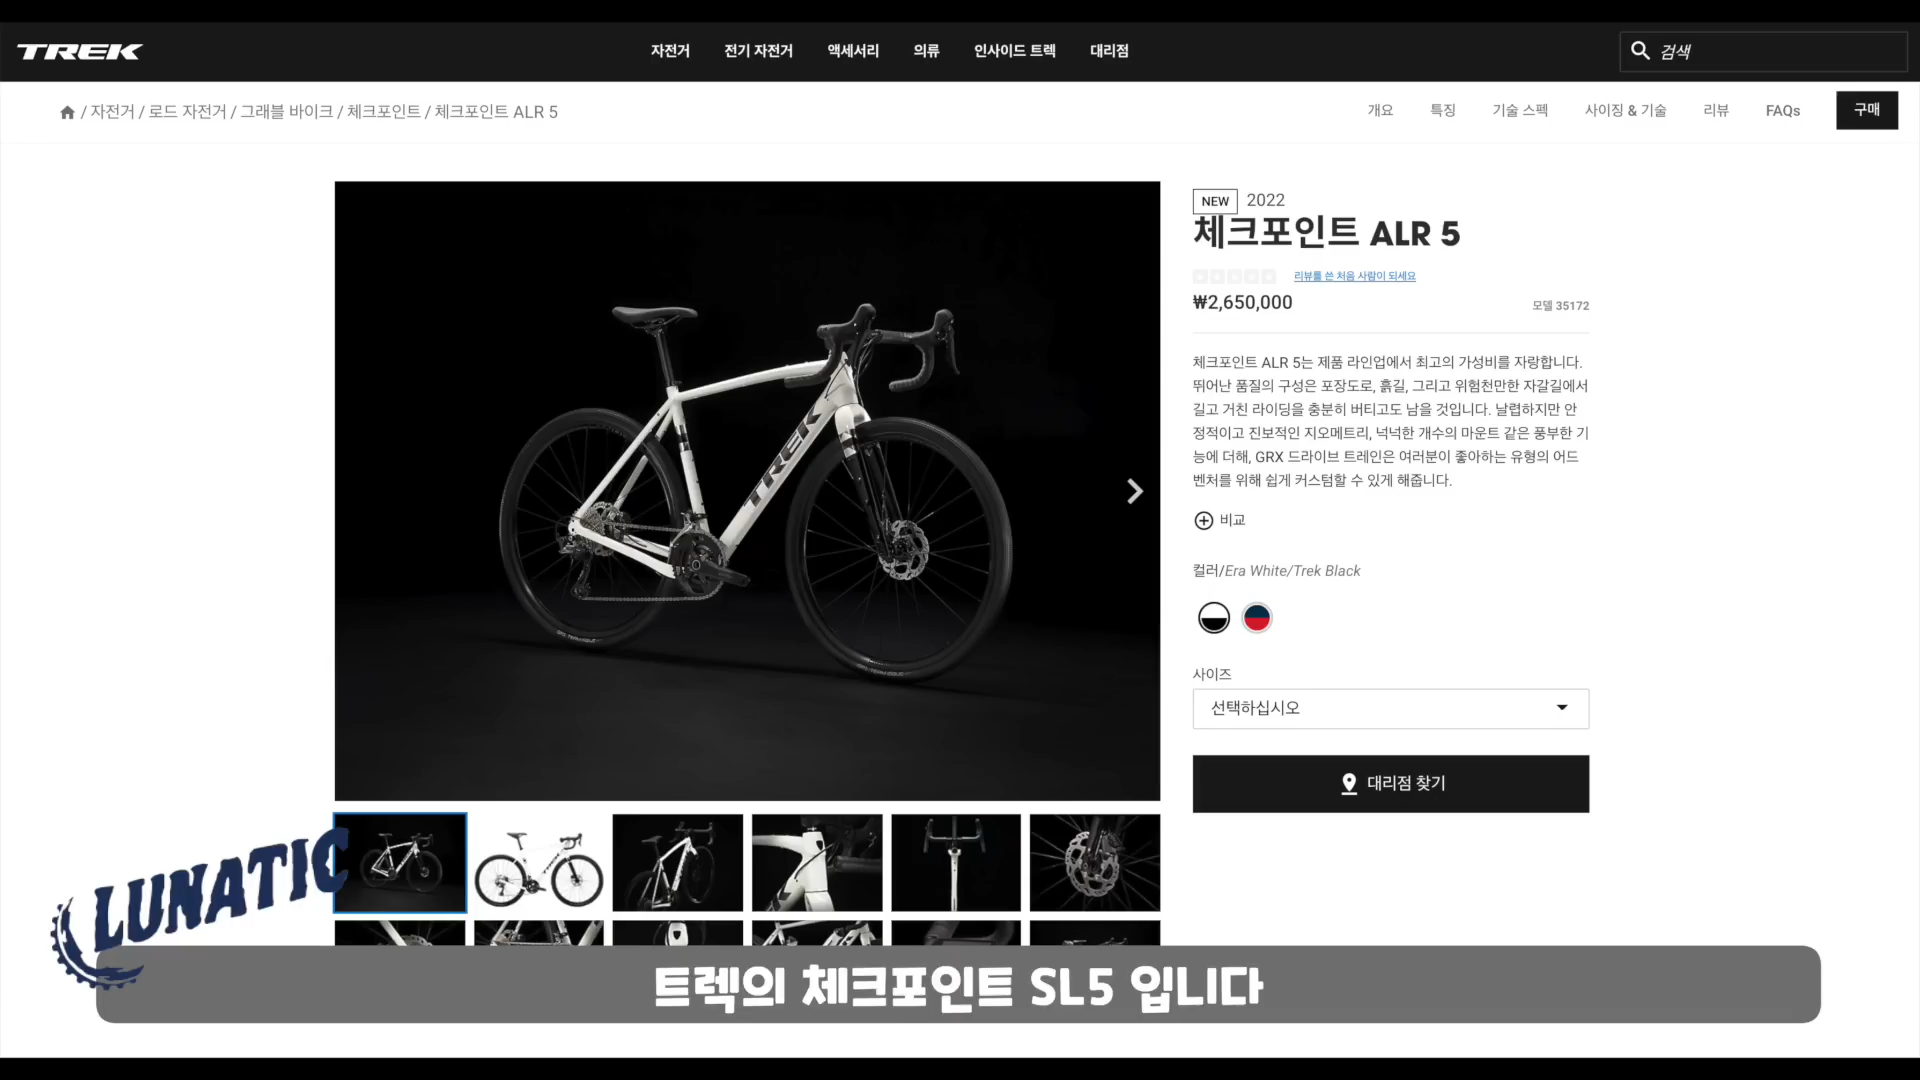 TREK
자전거 전기 자전거 액세서리 의류 인사이드 트렉 대리점
검색
/ 자전거 / 로드 자전거 / 그래블 바이크 / 체크포인트 / 체크포인트 ALR 5
개요 특징 기술 스펙 사이징 & 기술 리뷰 FAQs 구매
NEW 2022
체크포인트 ALR 5
리뷰를 쓴 처음 사람이 되세요
₩2,650,000
모델 35172
체크포인트 ALR 5는 제품 라인업에서 최고의 가성비를 자랑합니다.
뛰어난 품질의 구성은 포장도로, 흙길, 그리고 위험천만한 자갈길에서
길고 거친 라이딩을 충분히 버티고도 남을 것입니다. 날렵하지만 안
정적이고 진보적인 지오메트리, 넉넉한 개수의 마운트 같은 풍부한 기
능에 더해, GRX 드라이브 트레인은 여러분이 좋아하는 유형의 어드
벤처를 위해 쉽게 커스텀할 수 있게 해줍니다.
비교
컬러/Era White/Trek Black
사이즈
선택하십시오
대리점 찾기
TREK
LUNATIC
트렉의 체크포인트 SL5 입니다